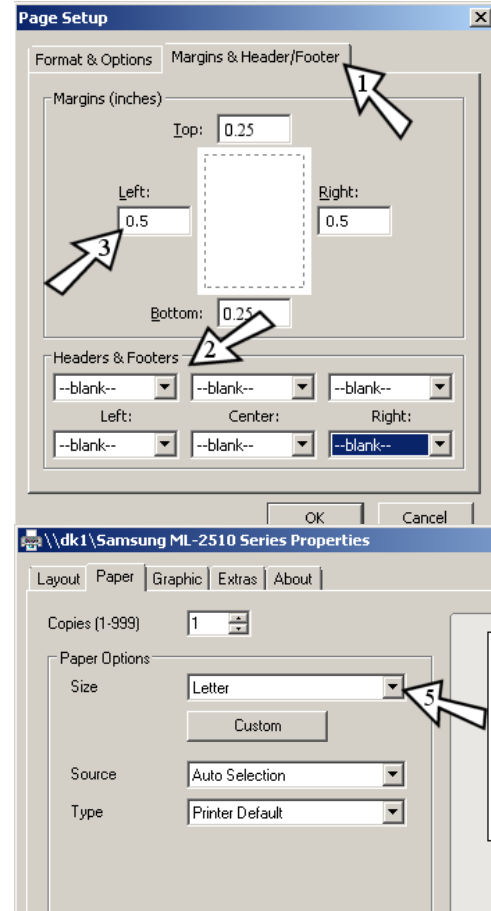 Page Setup
Format & Options Margins & Header/Footer
1
Margins (inches)
Top: 0.25
Left: Right:
0.5 0.5
3
Bottom: 0.25
2
Headers & Footers
--blank-- --blank-- --blank--
Left: Center: Right:
--blank-- --blank-- --blank--
OK Cancel
\\dk1\Samsung ML-2510 Series Properties
Layout Paper Graphic Extras About
Copies (1-999) 1
Paper Options
Size Letter
5
Custom
Source Auto Selection
Type Printer Default